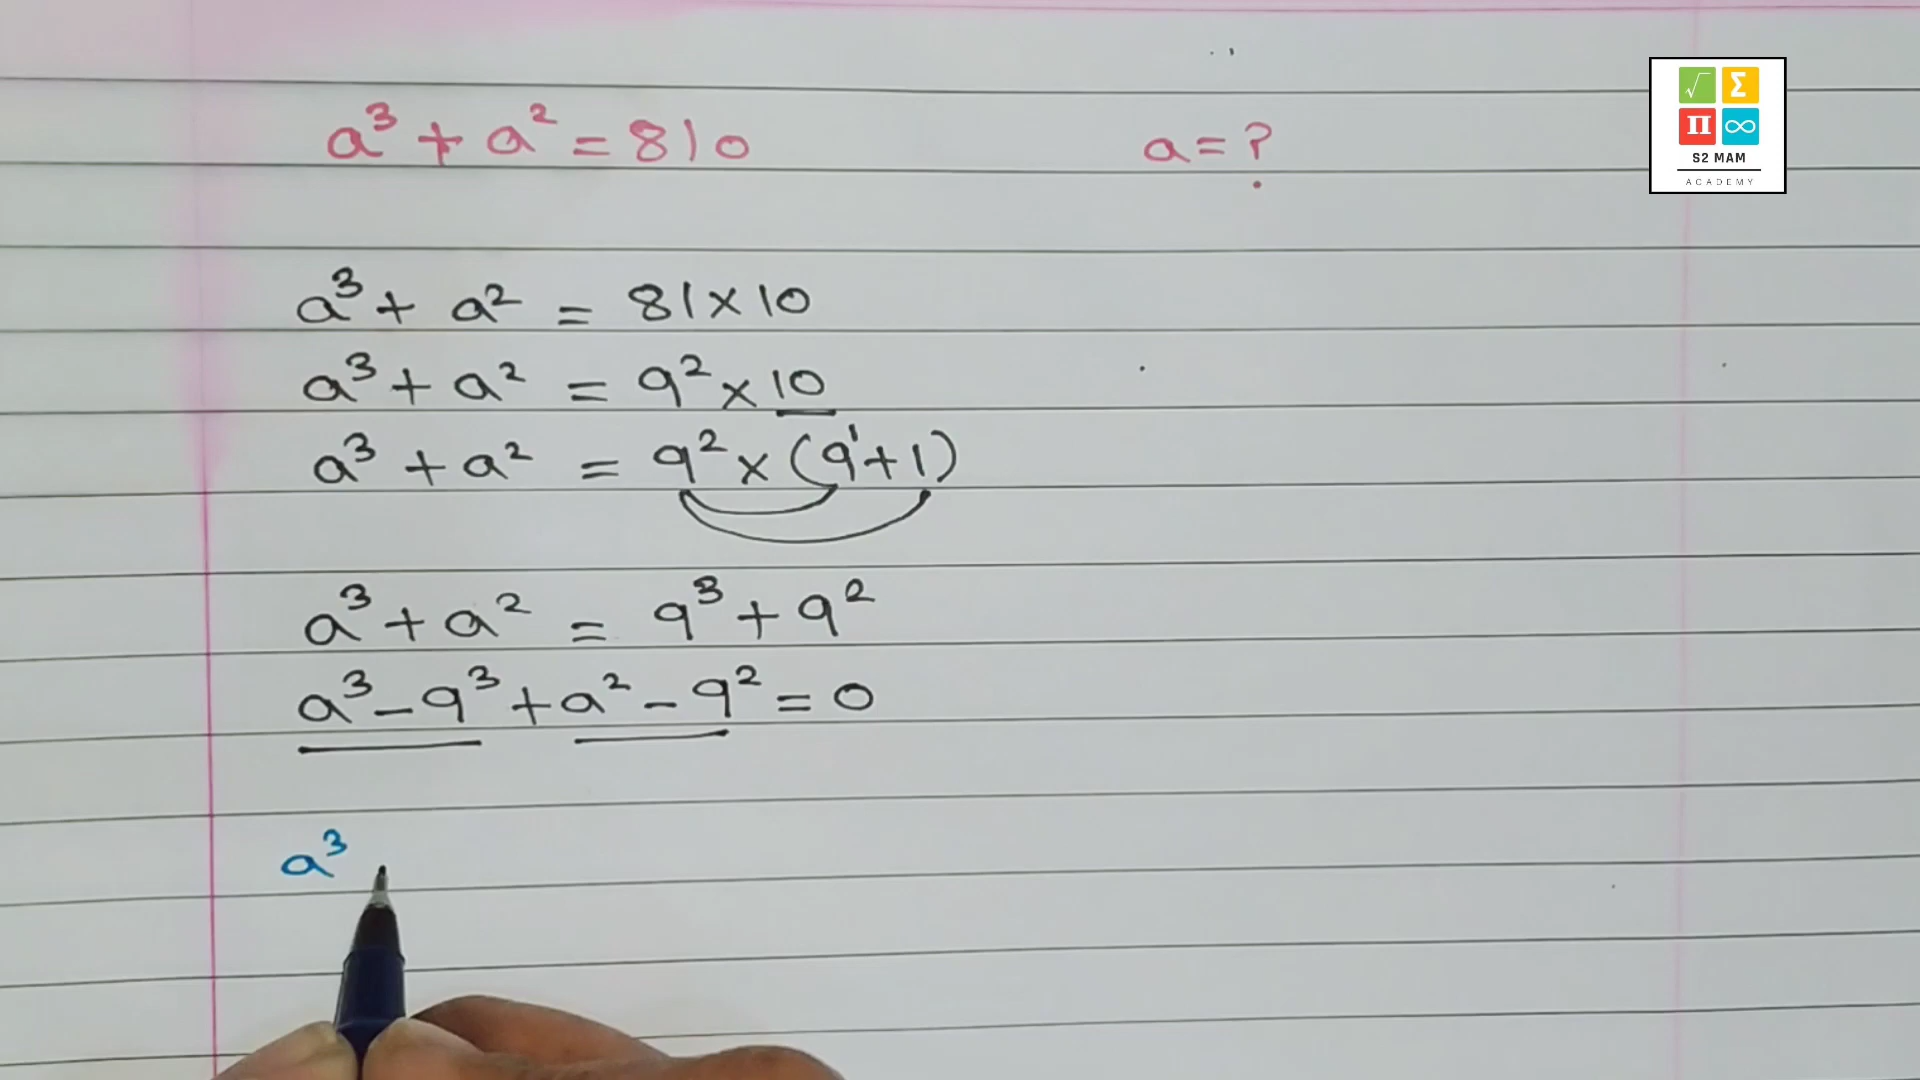 a³ + a² = 810 a = ?
√ Σ
π ∞
S2 MAM
ACADEMY
a³ + a² = 81 × 10
a³ + a² = 9² × 10
a³ + a² = 9² × (9¹ + 1)
a³ + a² = 9³ + 9²
a³ - 9³ + a² - 9² = 0
a³